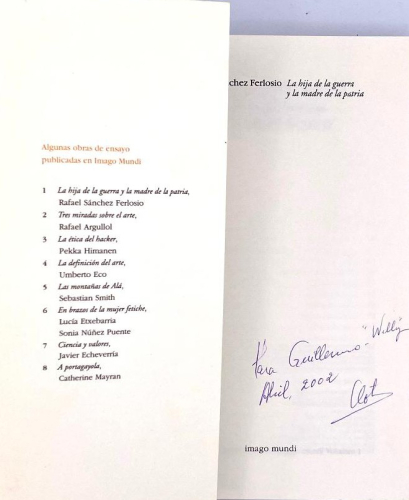 Algunas obras de ensayo
publicadas en Imago Mundi
1 La hija de la guerra y la madre de la patria,
Rafael Sánchez Ferlosio
2 Tres miradas sobre el arte,
Rafael Argullol
3 La ética del hacker,
Pekka Himanen
4 La definición del arte,
Umberto Eco
5 Las montañas de Alá,
Sebastian Smith
6 En brazos de la mujer fetiche,
Lucía Etxebarria
Sonia Núñez Puente
7 Ciencia y valores,
Javier Echeverría
8 A portagayola,
Catherine Mayran
chez Ferlosio La hija de la guerra
y la madre de la patria
Para Guillermo - "Willy"
Abril, 2002
imago mundi